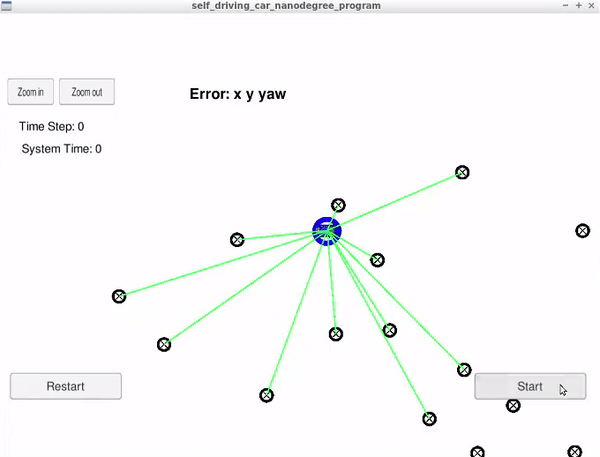 self_driving_car_nanodegree_program
Error: x y yaw
Zoom in
Zoom out
Time Step: 0
System Time: 0
Restart
Start